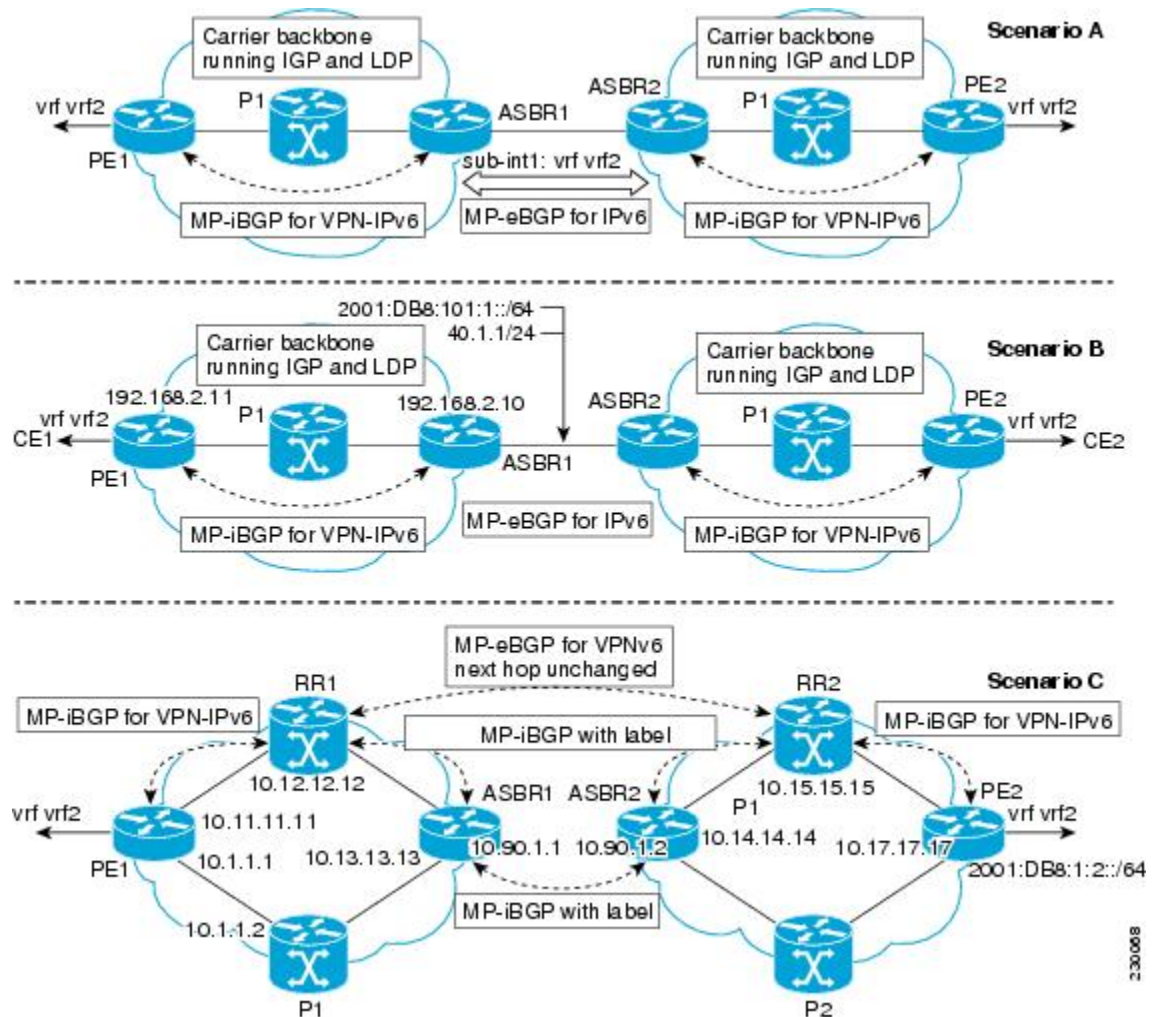 Scenario A
Carrier backbone
running IGP and LDP
Carrier backbone
running IGP and LDP
vrf vrf2
PE1
P1
ASBR1
ASBR2
P1
PE2
vrf vrf2
sub-int1: vrf vrf2
MP-iBGP for VPN-IPv6
MP-eBGP for IPv6
MP-iBGP for VPN-IPv6
2001:DB8:101:1::/64
40.1.1/24
Scenario B
Carrier backbone
running IGP and LDP
Carrier backbone
running IGP and LDP
192.168.2.11
P1
192.168.2.10
ASBR2
P1
PE2
vrf vrf2
CE1
PE1
ASBR1
vrf vrf2
CE2
MP-iBGP for VPN-IPv6
MP-eBGP for IPv6
MP-iBGP for VPN-IPv6
MP-eBGP for VPNv6
next hop unchanged
Scenario C
RR1
RR2
MP-iBGP for VPN-IPv6
MP-iBGP with label
MP-iBGP for VPN-IPv6
10.12.12.12
10.15.15.15
ASBR1
ASBR2
P1
PE2
vrf vrf2
PE1
10.11.11.11
10.1.1.1
10.13.13.13
10.90.1.1
10.90.1.2
10.14.14.14
10.17.17.17
vrf vrf2
2001:DB8:1:2::/64
MP-iBGP with label
10.1.1.2
P1
P2
230068